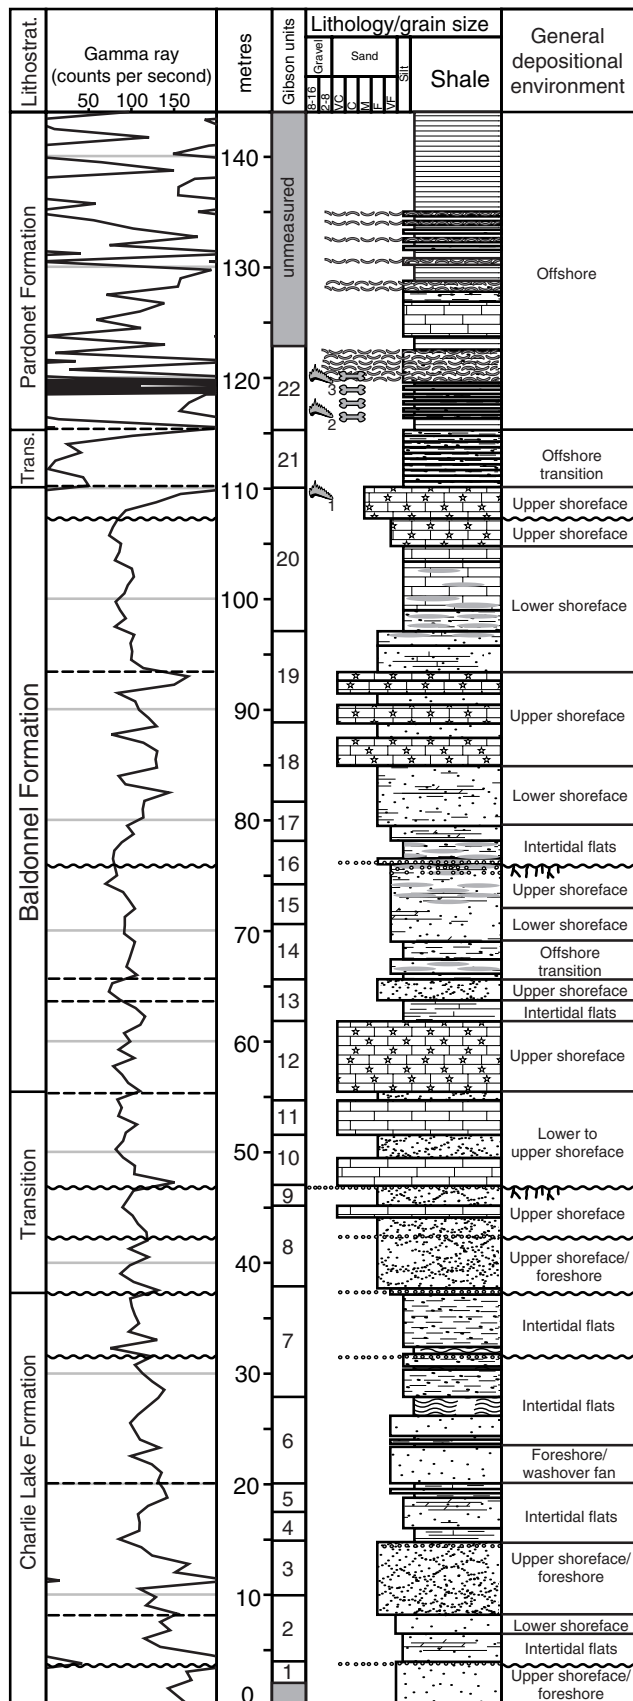 Lithostrat.
Gamma ray
(counts per second)
50 100 150
metres
Gibson units
Lithology/grain size
Gravel
Sand
Silt
Shale
8-16
2-8
VC
C
M
F
VF
General
depositional
environment
Pardonet Formation
Trans.
Baldonnel Formation
Transition
Charlie Lake Formation
140
130
120
110
100
90
80
70
60
50
40
30
20
10
0
unmeasured
22
21
20
19
18
17
16
15
14
13
12
11
10
9
8
7
6
5
4
3
2
1
3
2
1
Offshore
Offshore
transition
Upper shoreface
Upper shoreface
Lower shoreface
Upper shoreface
Lower shoreface
Intertidal flats
Upper shoreface
Lower shoreface
Offshore
transition
Upper shoreface
Intertidal flats
Upper shoreface
Lower to
upper shoreface
Upper shoreface
Upper shoreface/
foreshore
Intertidal flats
Intertidal flats
Foreshore/
washover fan
Intertidal flats
Upper shoreface/
foreshore
Lower shoreface
Intertidal flats
Upper shoreface/
foreshore